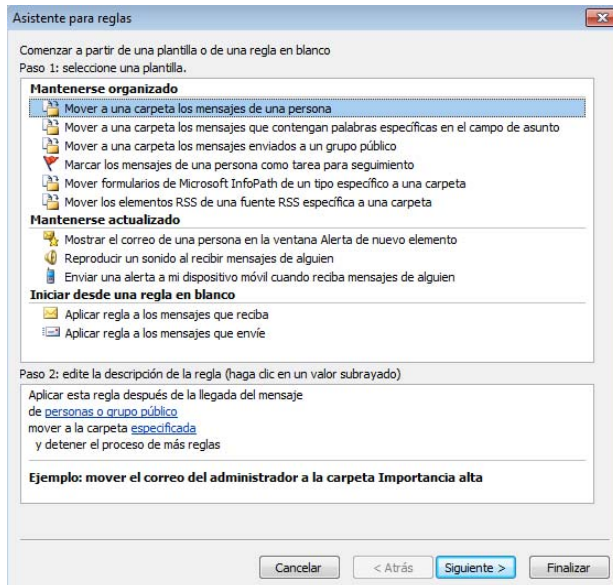 Asistente para reglas
Comenzar a partir de una plantilla o de una regla en blanco
Paso 1: seleccione una plantilla.
Mantenerse organizado
Mover a una carpeta los mensajes de una persona
Mover a una carpeta los mensajes que contengan palabras específicas en el campo de asunto
Mover a una carpeta los mensajes enviados a un grupo público
Marcar los mensajes de una persona como tarea para seguimiento
Mover formularios de Microsoft InfoPath de un tipo específico a una carpeta
Mover los elementos RSS de una fuente RSS específica a una carpeta
Mantenerse actualizado
Mostrar el correo de una persona en la ventana Alerta de nuevo elemento
Reproducir un sonido al recibir mensajes de alguien
Enviar una alerta a mi dispositivo móvil cuando reciba mensajes de alguien
Iniciar desde una regla en blanco
Aplicar regla a los mensajes que reciba
Aplicar regla a los mensajes que envíe
Paso 2: edite la descripción de la regla (haga clic en un valor subrayado)
Aplicar esta regla después de la llegada del mensaje
de personas o grupo público
mover a la carpeta especificada
y detener el proceso de más reglas
Ejemplo: mover el correo del administrador a la carpeta Importancia alta
Cancelar < Atrás Siguiente > Finalizar